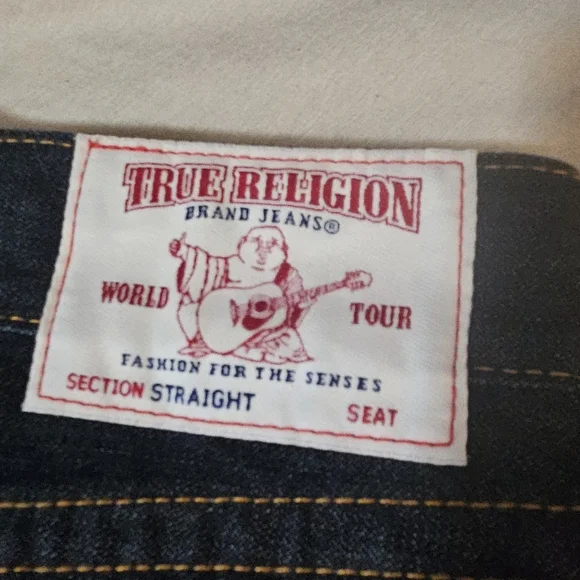 TRUE RELIGION
BRAND JEANS®
WORLD TOUR
FASHION FOR THE SENSES
SECTION STRAIGHT SEAT